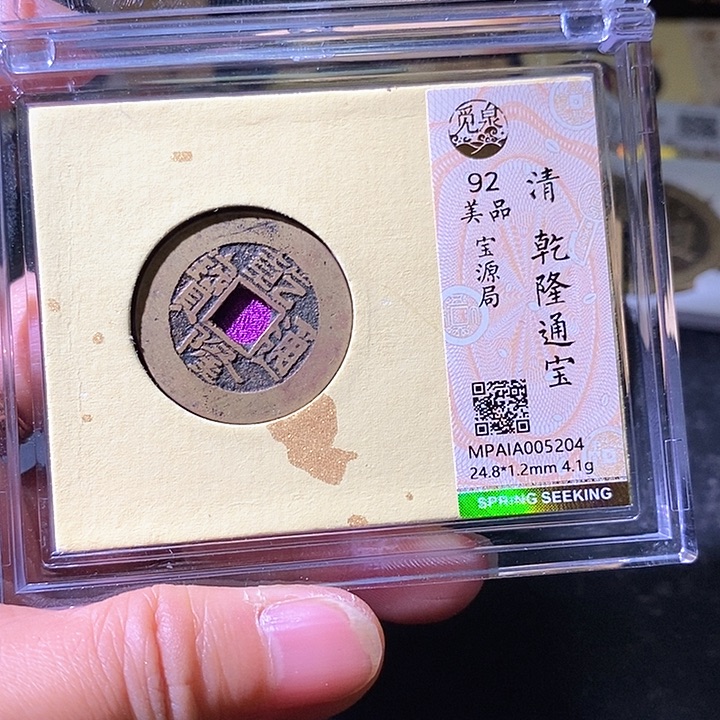 觅泉
92
美品
宝源局
清 乾隆通宝
MPAIA005204
24.8*1.2mm 4.1g
SPRING SEEKING
乾隆通寶